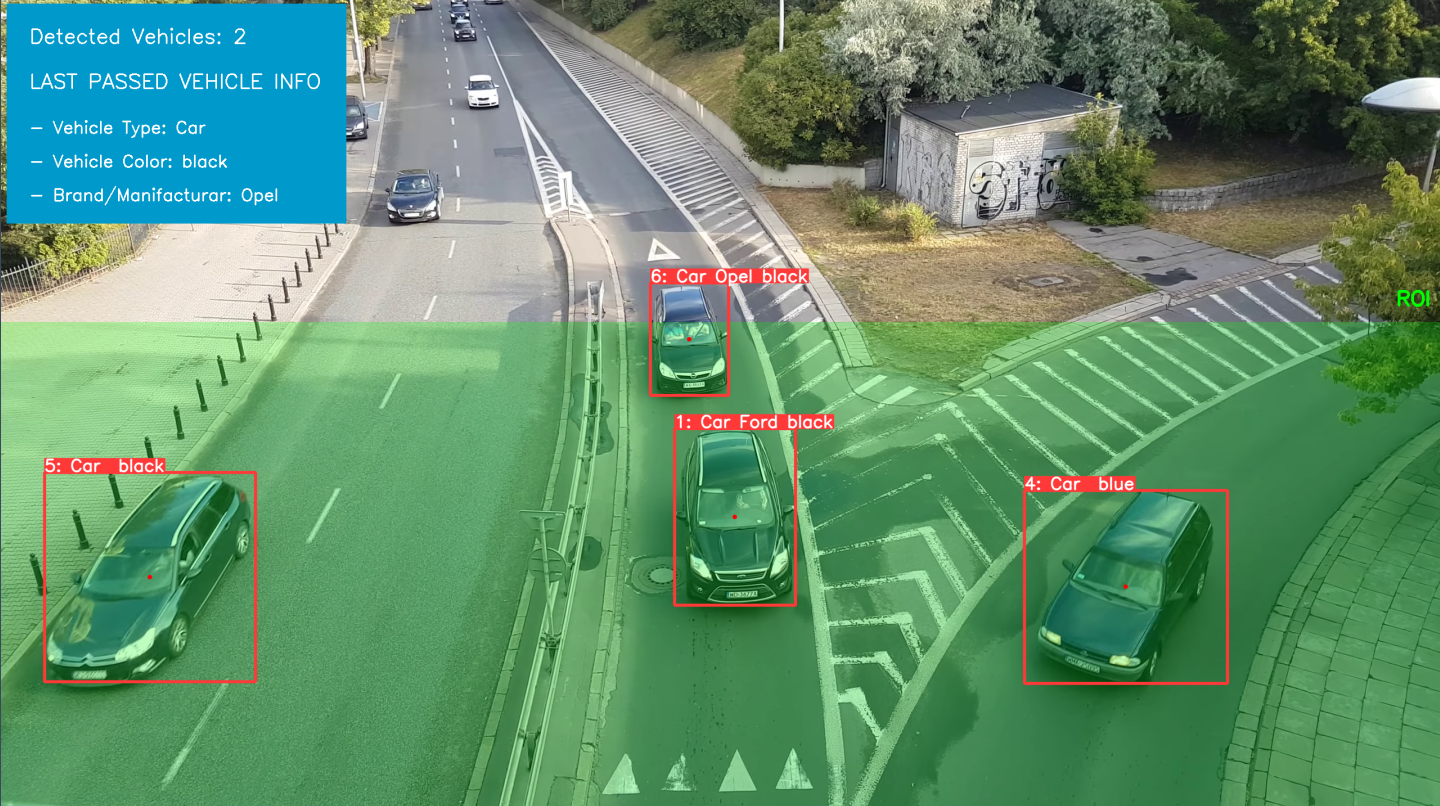 Detected Vehicles: 2
LAST PASSED VEHICLE INFO
– Vehicle Type: Car
– Vehicle Color: black
– Brand/Manifacturar: Opel
6: Car Opel black
ROI
1: Car Ford black
5: Car black
4: Car blue